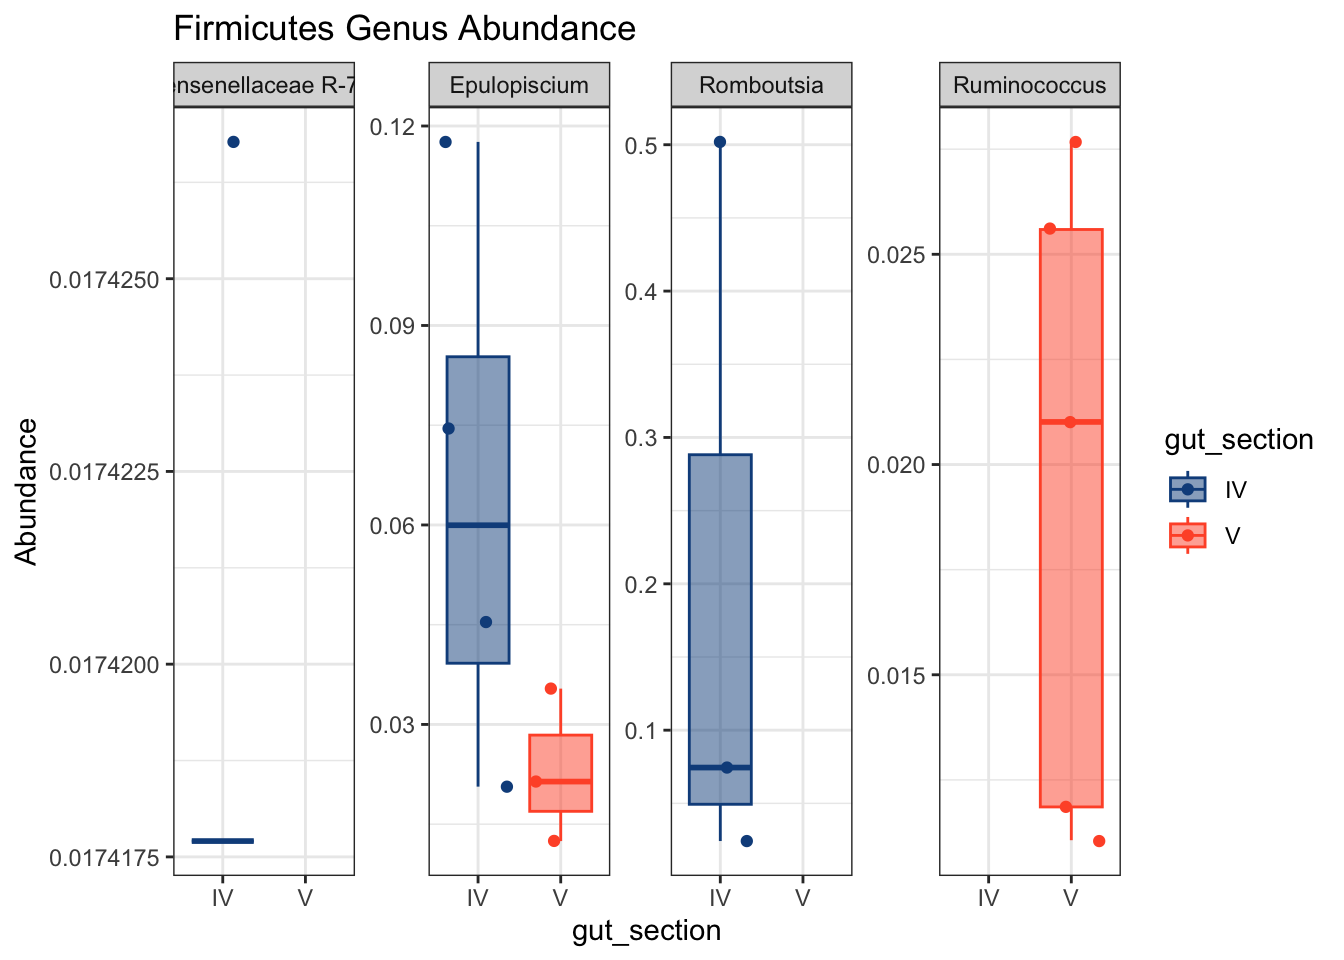 Firmicutes Genus Abundance
ensenellaceae R-7
Epulopiscium
Romboutsia
Ruminococcus
Abundance
0.0174250
0.0174225
0.0174200
0.0174175
0.12
0.09
0.06
0.03
0.5
0.4
0.3
0.2
0.1
0.025
0.020
0.015
IV
V
IV
V
IV
V
IV
V
gut_section
gut_section
IV
V